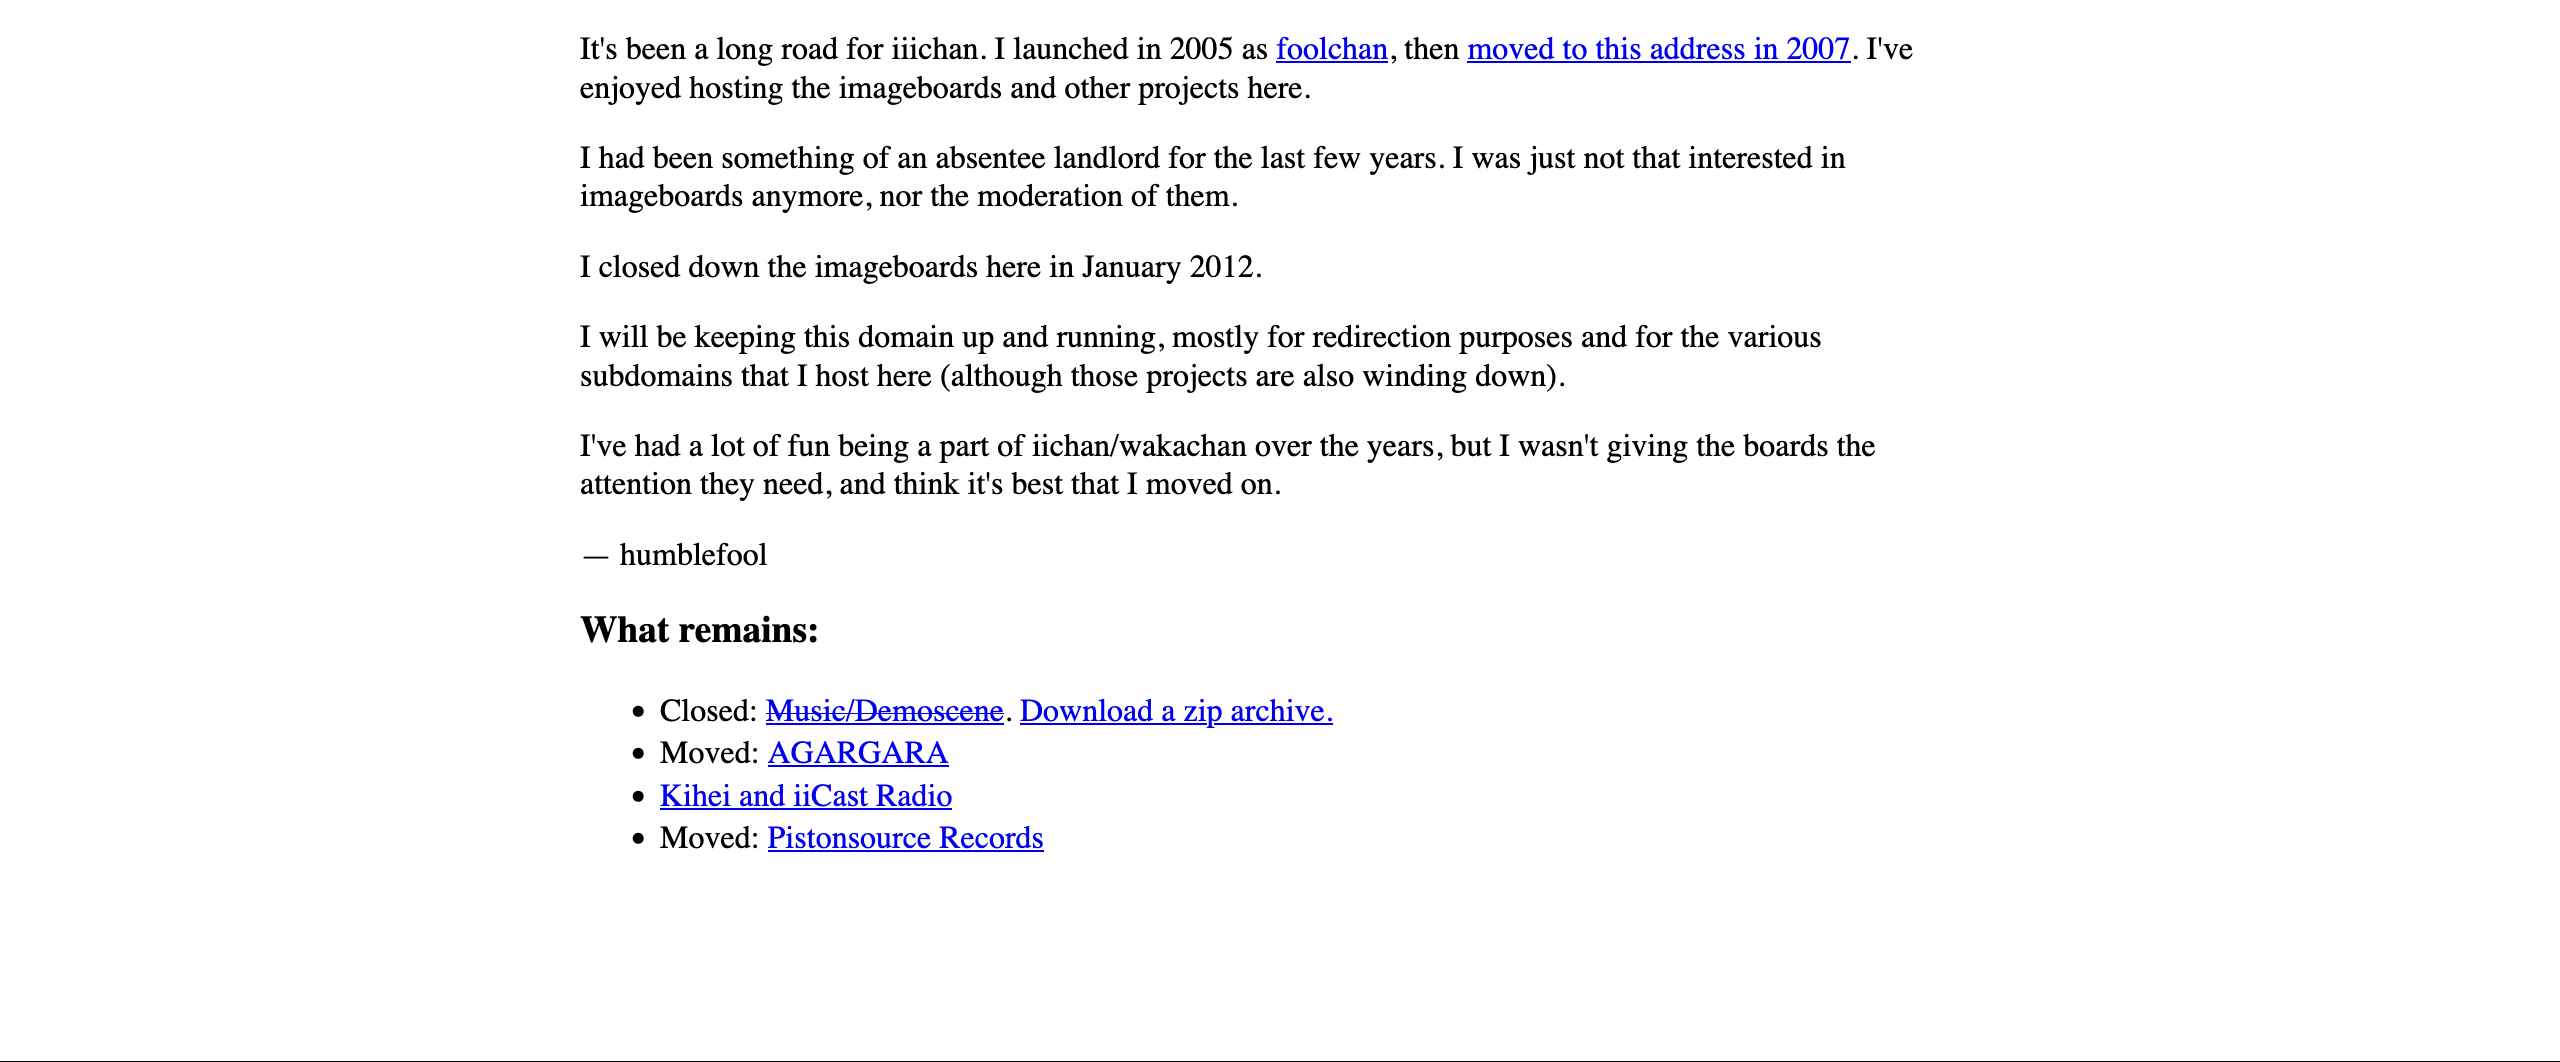 It's been a long road for iiichan. I launched in 2005 as foolchan, then moved to this address in 2007. I've
enjoyed hosting the imageboards and other projects here.
I had been something of an absentee landlord for the last few years. I was just not that interested in
imageboards anymore, nor the moderation of them.
I closed down the imageboards here in January 2012.
I will be keeping this domain up and running, mostly for redirection purposes and for the various
subdomains that I host here (although those projects are also winding down).
I've had a lot of fun being a part of iichan/wakachan over the years, but I wasn't giving the boards the
attention they need, and think it's best that I moved on.
— humblefool
What remains:
• Closed: Music/Demoscene. Download a zip archive.
• Moved: AGARGARA
• Kihei and iiCast Radio
• Moved: Pistonsource Records